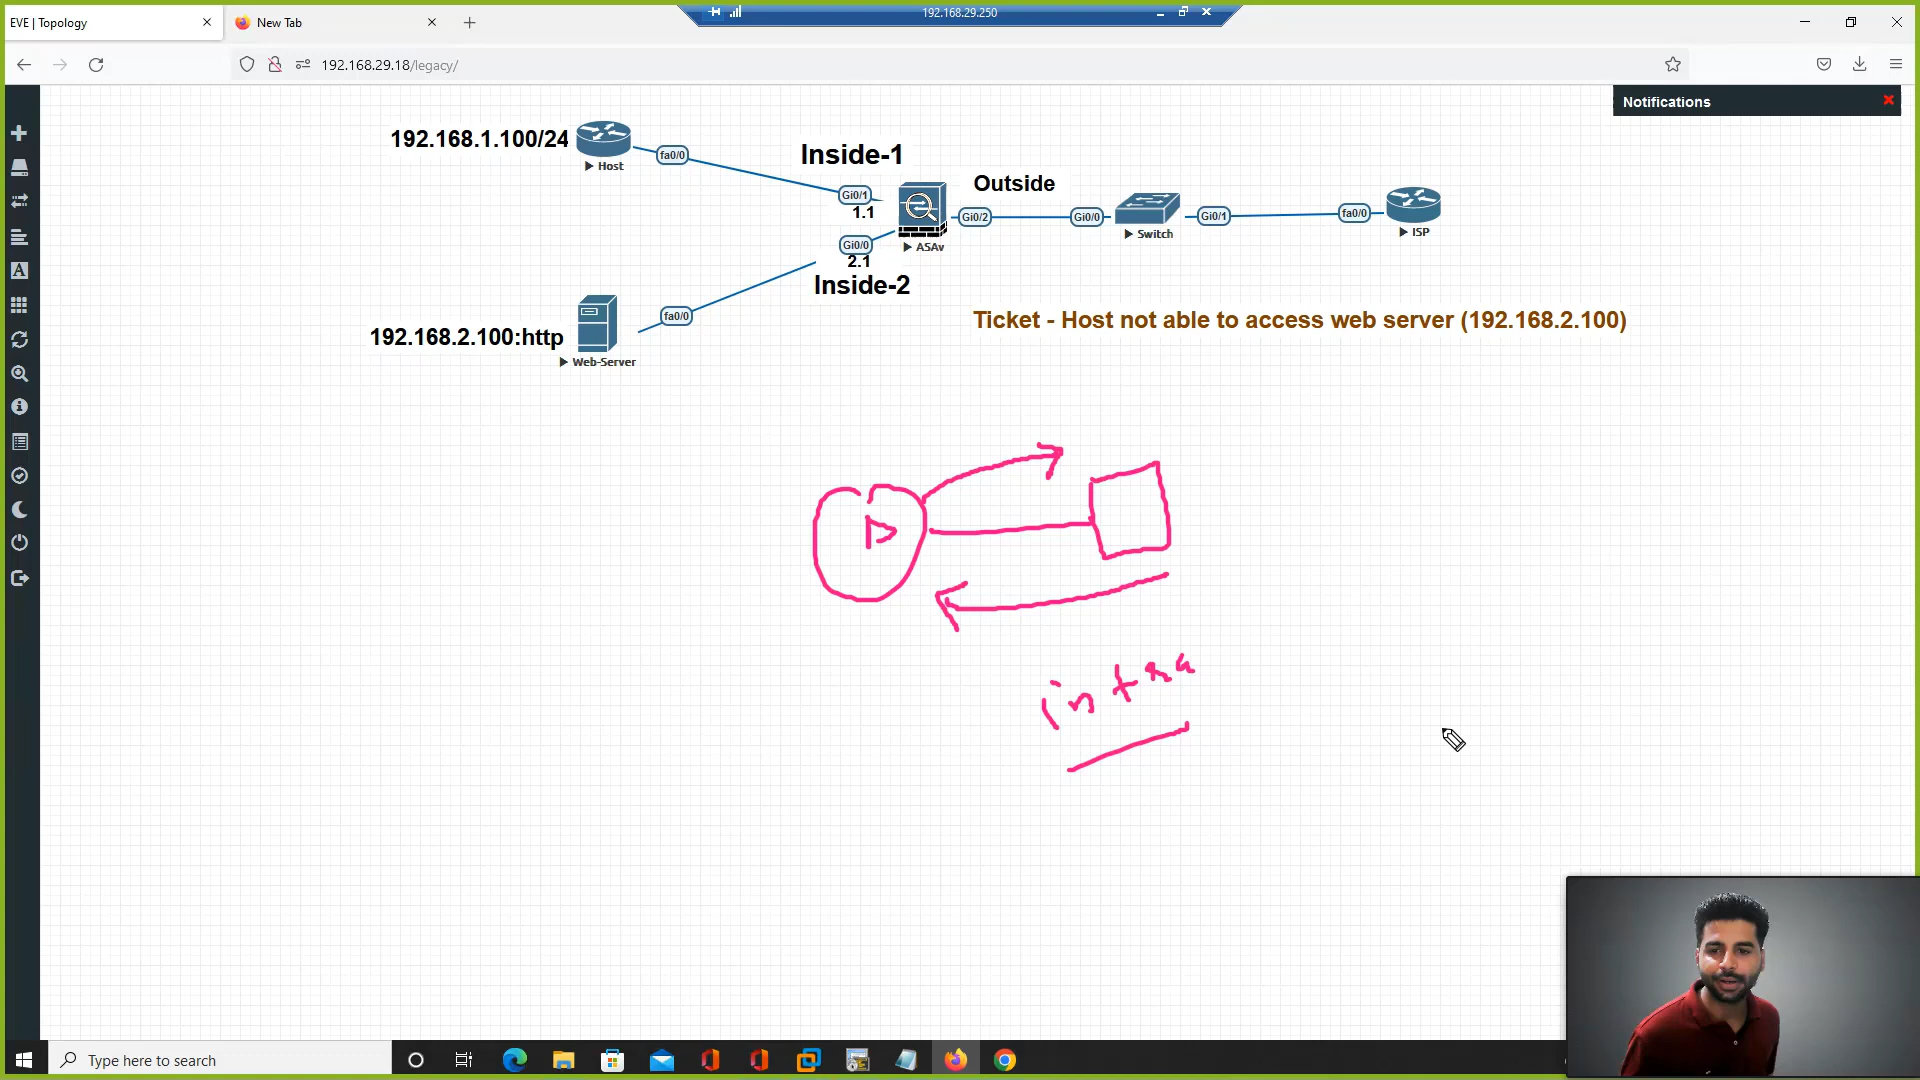 EVE | Topology
New Tab
192.168.29.250
192.168.29.18/legacy/
Notifications
192.168.1.100/24
Host
fa0/0
Inside-1
Gi0/1
1.1
Outside
ASAv
Gi0/2
Gi0/0
Switch
Gi0/1
fa0/0
ISP
Gi0/0
2.1
Inside-2
192.168.2.100:http
fa0/0
Web-Server
Ticket - Host not able to access web server (192.168.2.100)
D
Type here to search